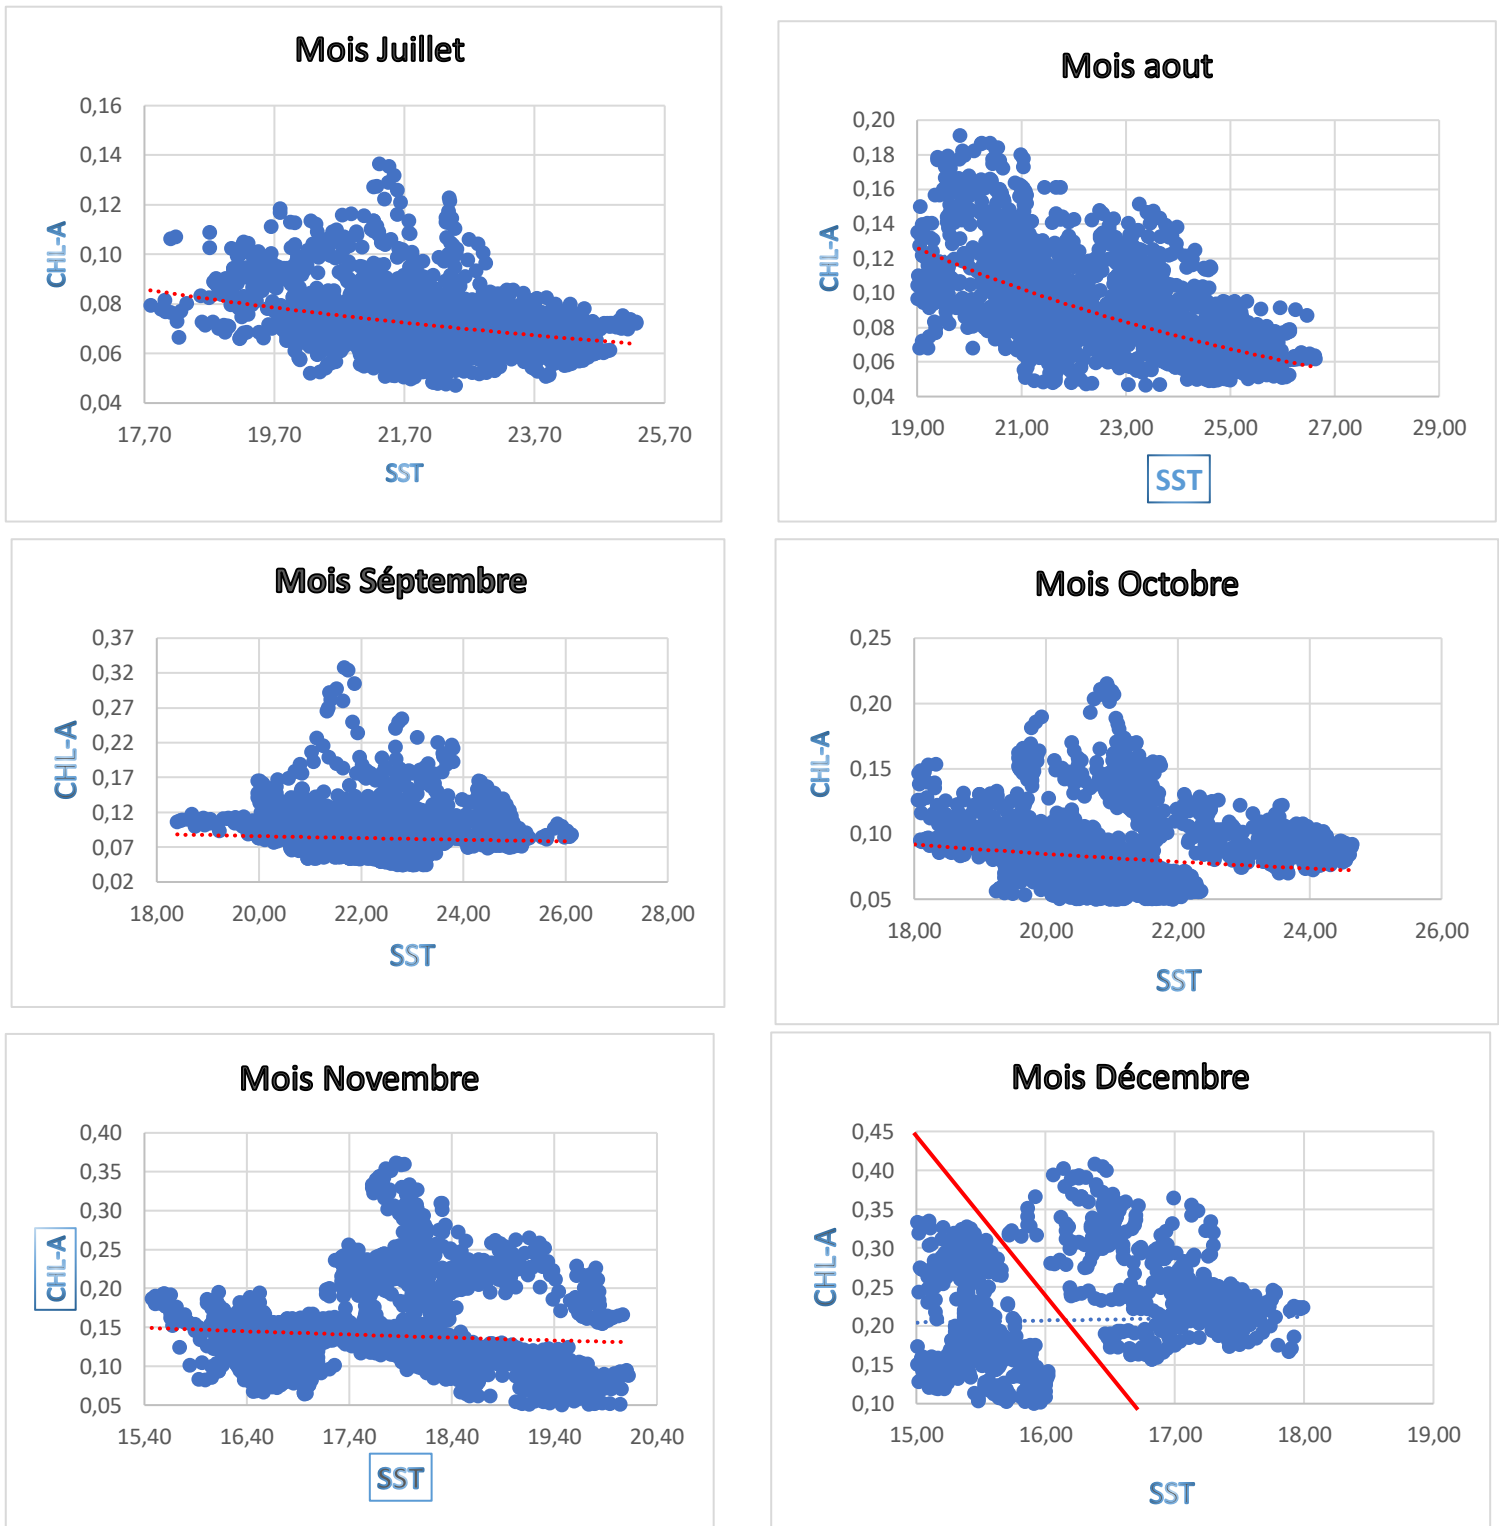 Mois Juillet
0,16
0,14
0,12
0,10
0,08
0,06
0,04
CHL-A
17,70 19,70 21,70 23,70 25,70
SST
Mois aout
0,20
0,18
0,16
0,14
0,12
0,10
0,08
0,06
0,04
CHL-A
19,00 21,00 23,00 25,00 27,00 29,00
SST
Mois Séptembre
0,37
0,32
0,27
0,22
0,17
0,12
0,07
0,02
CHL-A
18,00 20,00 22,00 24,00 26,00 28,00
SST
Mois Octobre
0,25
0,20
0,15
0,10
0,05
CHL-A
18,00 20,00 22,00 24,00 26,00
SST
Mois Novembre
0,40
0,35
0,30
0,25
0,20
0,15
0,10
0,05
CHL-A
15,40 16,40 17,40 18,40 19,40 20,40
SST
Mois Décembre
0,45
0,40
0,35
0,30
0,25
0,20
0,15
0,10
CHL-A
15,00 16,00 17,00 18,00 19,00
SST